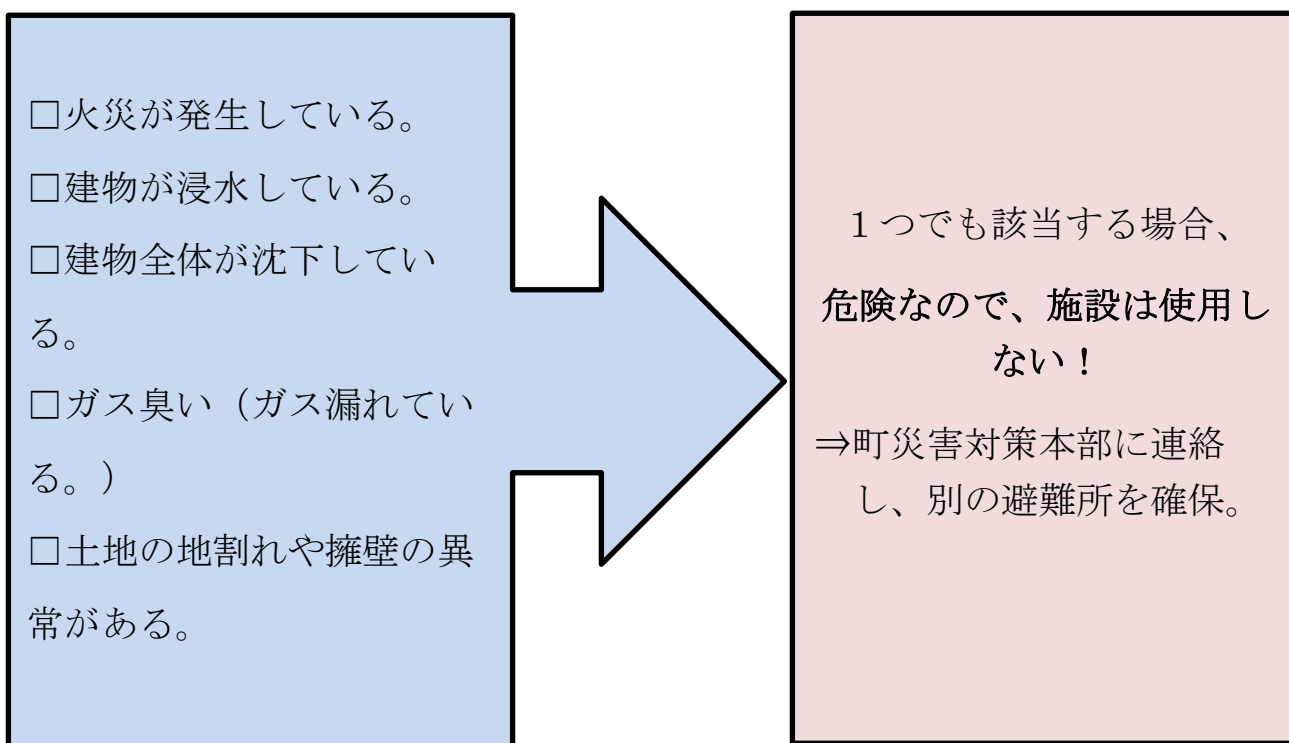 □火災が発生している。
□建物が浸水している。
□建物全体が沈下してい
る。
□ガス臭い（ガス漏れてい
る。）
□土地の地割れや擁壁の異
常がある。
１つでも該当する場合、
危険なので、施設は使用し
ない！
⇒町災害対策本部に連絡
し、別の避難所を確保。